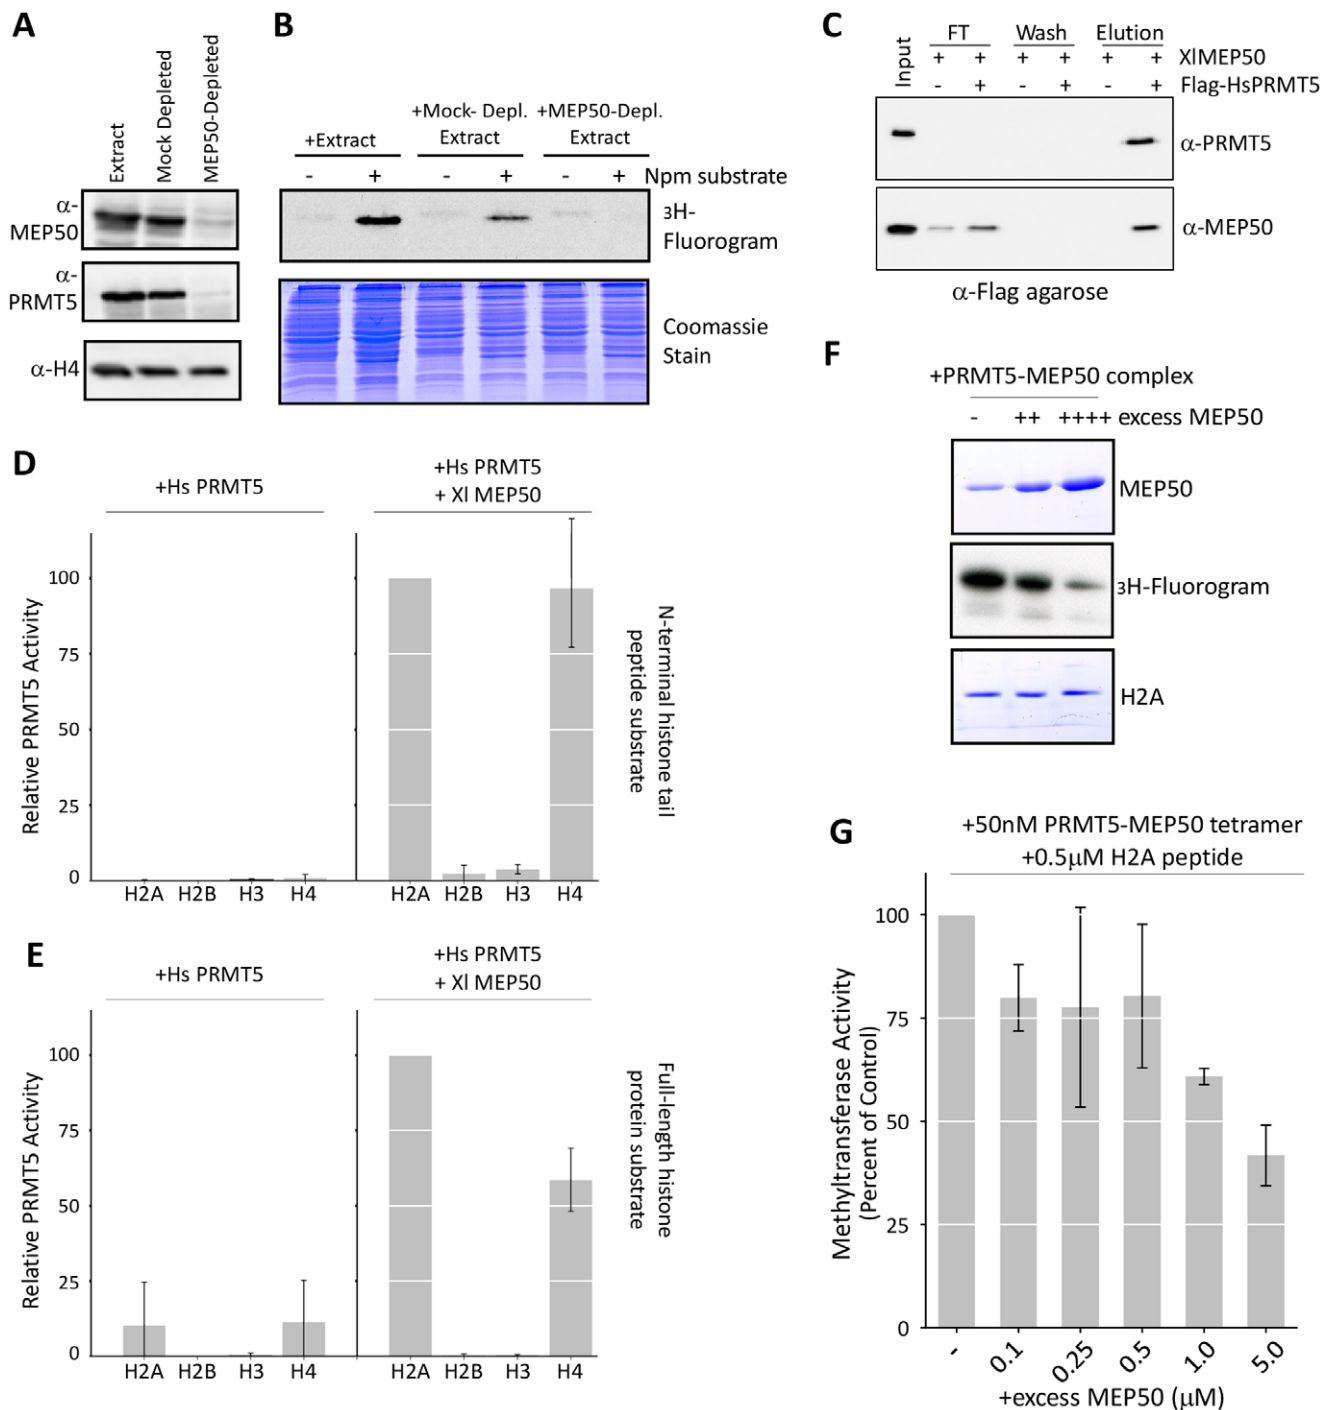 A
Extract
Mock Depleted
MEP50-Depleted
α-
MEP50
α-
PRMT5
α-H4
B
+Extract
+Mock- Depl.
Extract
+MEP50-Depl.
Extract
- + - + - + Npm substrate
3H-
Fluorogram
Coomassie
Stain
C
Input
FT Wash Elution
+ + + + + + XlMEP50
- + - + - + Flag-HsPRMT5
α-PRMT5
α-MEP50
α-Flag agarose
D
+Hs PRMT5
+Hs PRMT5
+ Xl MEP50
Relative PRMT5 Activity
100
75
50
25
0
H2A H2B H3 H4 H2A H2B H3 H4
N-terminal histone tail
peptide substrate
E
+Hs PRMT5
+Hs PRMT5
+ Xl MEP50
Relative PRMT5 Activity
100
75
50
25
0
H2A H2B H3 H4 H2A H2B H3 H4
Full-length histone
protein substrate
F
+PRMT5-MEP50 complex
- ++ ++++ excess MEP50
MEP50
3H-Fluorogram
H2A
G
+50nM PRMT5-MEP50 tetramer
+0.5μM H2A peptide
Methyltransferase Activity
(Percent of Control)
100
75
50
25
0
- 0.1 0.25 0.5 1.0 5.0
+excess MEP50 (μM)